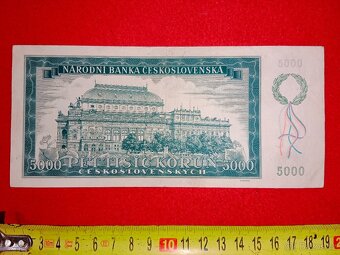 NÁRODNÍ BANKA ČESKOSLOVENSKÁ
5000
5000 PĚT TISÍC KORUN 5000
ČESKOSLOVENSKÝCH
5000
3 4 5 6 7 8 9 10 11 12 13 14 15 16 17 18 19